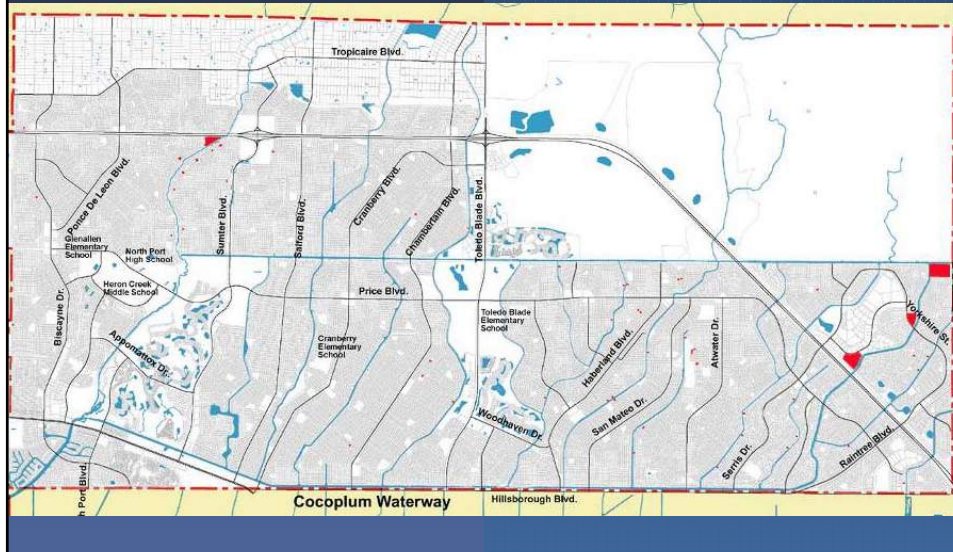 Tropicaire Blvd.
Ponce De Leon Blvd.
Sumter Blvd.
Salford Blvd.
Cranberry Blvd.
Chamberlain Blvd.
Toledo Blade Blvd.
Glenallen
Elementary
School
North Port
High School
Heron Creek
Middle School
Biscayne Dr.
Appomattox Dr.
Price Blvd.
Cranberry
Elementary
School
Toledo Blade
Elementary
School
Haberland Blvd.
Atwater Dr.
Yorkshire St.
San Mateo Dr.
Woodhaven Dr.
Serris Dr.
Raintree Blvd.
h Port Blvd.
Cocoplum Waterway
Hillsborough Blvd.